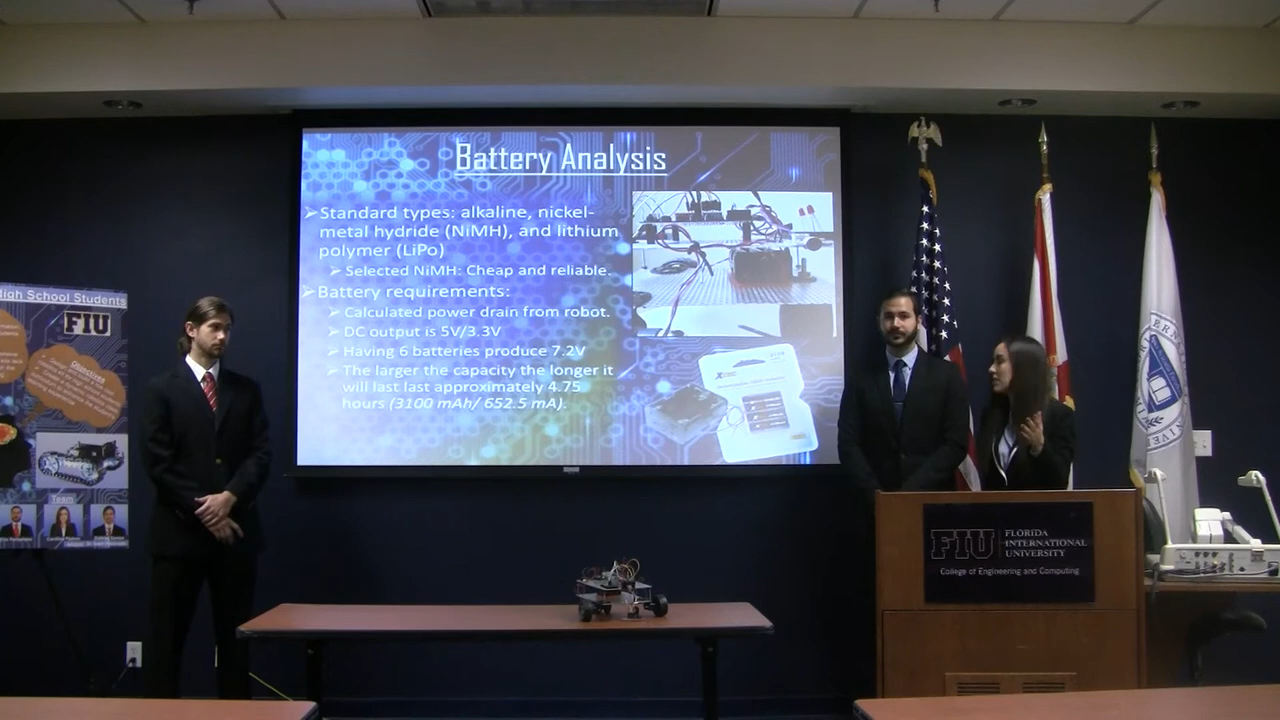 Battery Analysis
➢Standard types: alkaline, nickel-
metal hydride (NiMH), and lithium
polymer (LiPo)
➢Selected NiMH: Cheap and reliable.
➢Battery requirements:
➢Calculated power drain from robot.
➢DC output is 5V/3.3V
➢Having 6 batteries produce 7.2V
➢The larger the capacity the longer it
will last last approximately 4.75
hours (3100 mAh/ 652.5 mA).
High School Students
FIU
Objectives
Team
FIU
FLORIDA
INTERNATIONAL
UNIVERSITY
College of Engineering and Computing